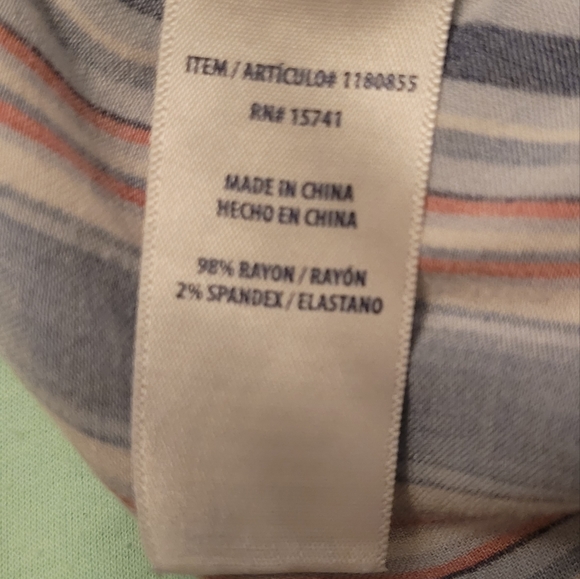 ITEM / ARTÍCULO# 1180855
RN# 15741
MADE IN CHINA
HECHO EN CHINA
98% RAYON / RAYÓN
2% SPANDEX / ELASTANO